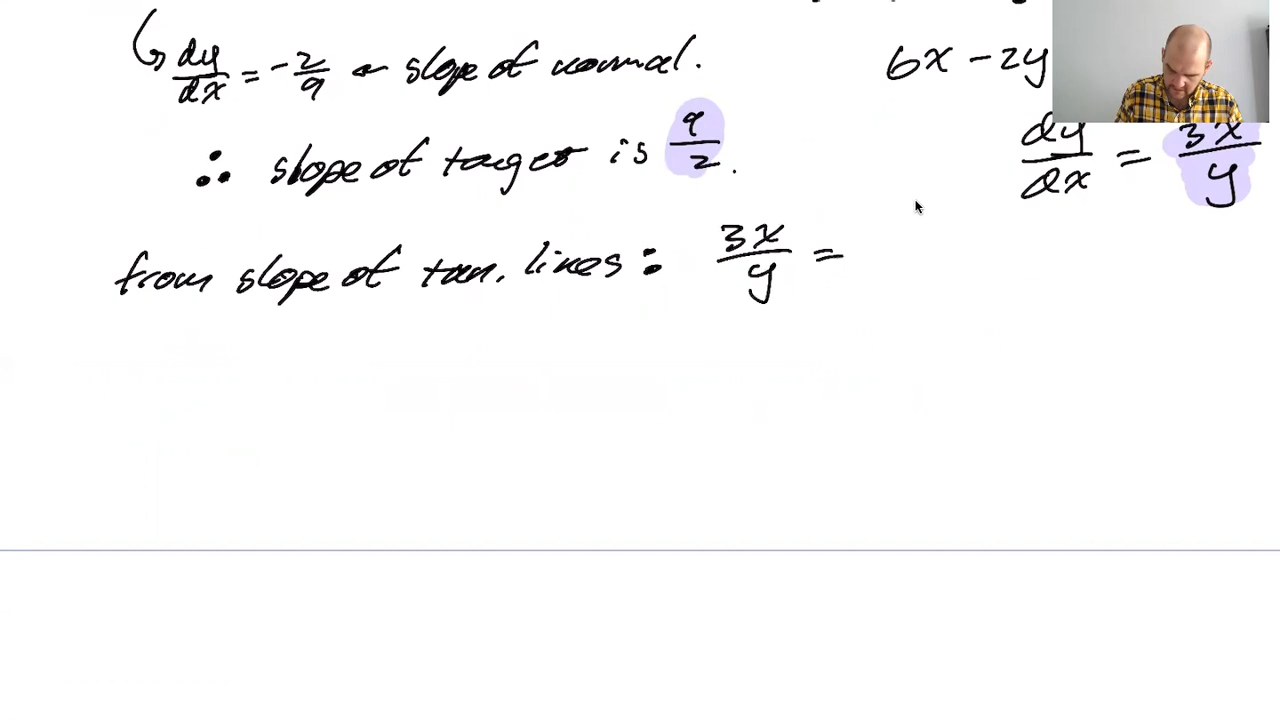 dy/dx = -2/9 ← slope of normal.
6x - 2y
∴ slope of tanget is 9/2.
dy/dx = 3x/y
from slope of tan. lines : 3x/y =